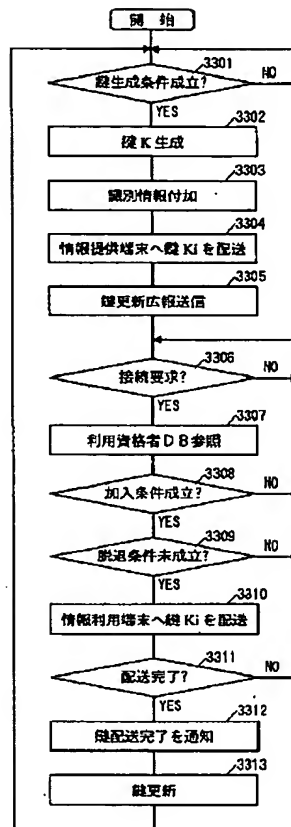 開 始
3301
鍵生成条件成立?
NO
YES
3302
鍵 K 生成
3303
識別情報付加
3304
情報提供端末へ鍵 Ki を配送
3305
鍵更新広報送信
3306
接続要求?
NO
YES
3307
利用資格者ＤＢ参照
3308
加入条件成立?
NO
YES
3309
脱退条件未成立?
NO
YES
3310
情報利用端末へ鍵 Ki を配送
3311
配送完了?
NO
YES
3312
鍵配送完了を通知
3313
鍵更新